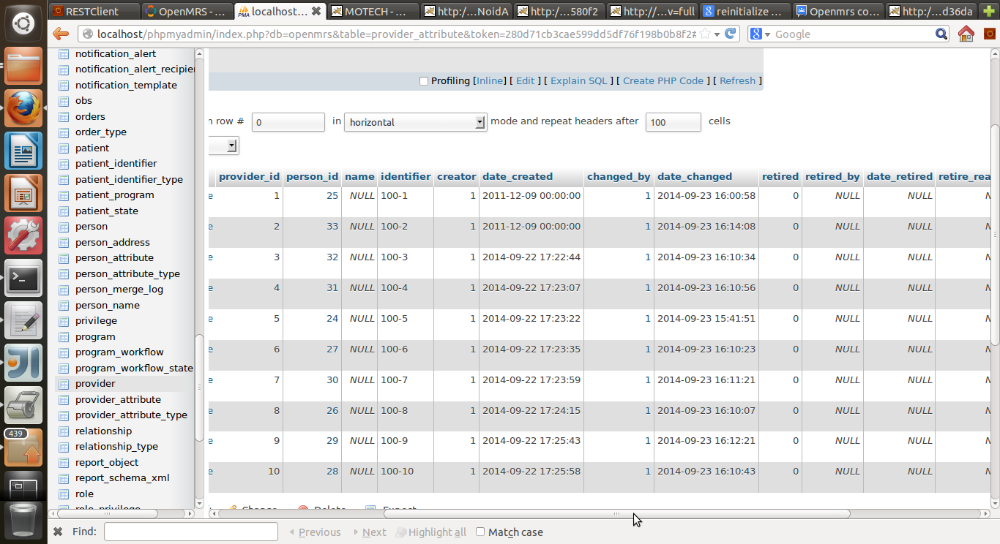 RESTClient
OpenMRS - ...
localhost...
MOTECH - ...
http:/...NoidA
http:/...580f2
http://...v=full
reinitialize ...
Openmrs co...
http:/...d36da
localhost/phpmyadmin/index.php?db=openmrs&table=provider_attribute&token=280d71cb3cae599dd5df76f198b0b8f2#
Google
notification_alert
notification_alert_recipie
notification_template
obs
orders
order_type
patient
patient_identifier
patient_identifier_type
patient_program
patient_state
person
person_address
person_attribute
person_attribute_type
person_merge_log
person_name
privilege
program
program_workflow
program_workflow_state
provider
provider_attribute
provider_attribute_type
relationship
relationship_type
report_object
report_schema_xml
role
role_privilege
Profiling [Inline] [ Edit ] [ Explain SQL ] [ Create PHP Code ] [ Refresh ]
row # 0 in horizontal mode and repeat headers after 100 cells
provider_id person_id name identifier creator date_created changed_by date_changed retired retired_by date_retired retire_rea
e 1 25 NULL 100-1 1 2011-12-09 00:00:00 1 2014-09-23 16:00:58 0 NULL NULL N
e 2 33 NULL 100-2 1 2011-12-09 00:00:00 1 2014-09-23 16:14:08 0 NULL NULL N
e 3 32 NULL 100-3 1 2014-09-22 17:22:44 1 2014-09-23 16:10:34 0 NULL NULL N
e 4 31 NULL 100-4 1 2014-09-22 17:23:07 1 2014-09-23 16:10:56 0 NULL NULL N
e 5 24 NULL 100-5 1 2014-09-22 17:23:22 1 2014-09-23 15:41:51 0 NULL NULL N
e 6 27 NULL 100-6 1 2014-09-22 17:23:35 1 2014-09-23 16:10:23 0 NULL NULL N
e 7 30 NULL 100-7 1 2014-09-22 17:23:59 1 2014-09-23 16:11:21 0 NULL NULL N
e 8 26 NULL 100-8 1 2014-09-22 17:24:15 1 2014-09-23 16:10:07 0 NULL NULL N
e 9 29 NULL 100-9 1 2014-09-22 17:25:43 1 2014-09-23 16:12:21 0 NULL NULL N
e 10 28 NULL 100-10 1 2014-09-22 17:25:58 1 2014-09-23 16:10:43 0 NULL NULL N
Change Delete Export
439
Find: Previous Next Highlight all Match case